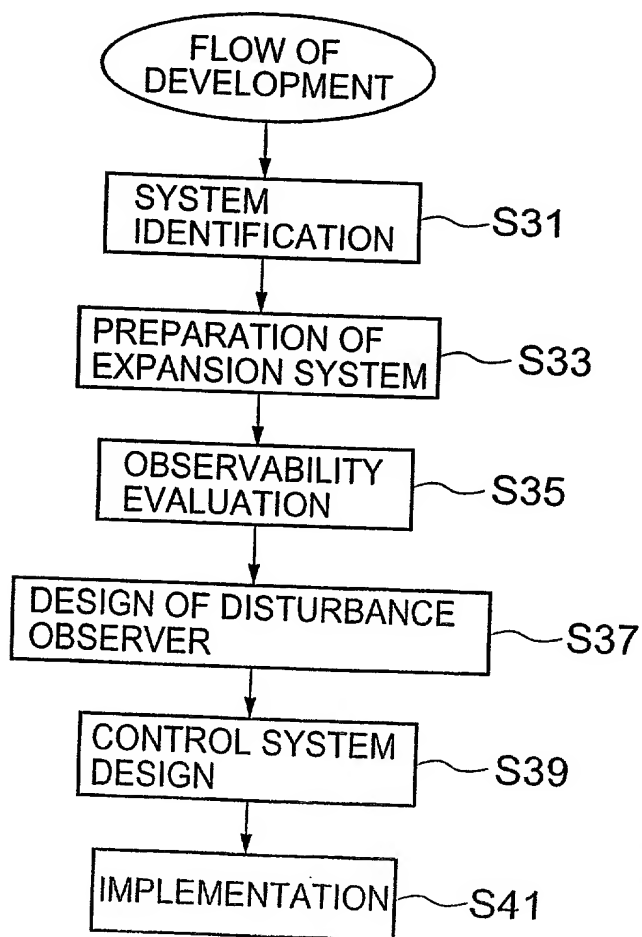 FLOW OF
DEVELOPMENT
SYSTEM
IDENTIFICATION
S31
PREPARATION OF
EXPANSION SYSTEM
S33
OBSERVABILITY
EVALUATION
S35
DESIGN OF DISTURBANCE
OBSERVER
S37
CONTROL SYSTEM
DESIGN
S39
IMPLEMENTATION
S41